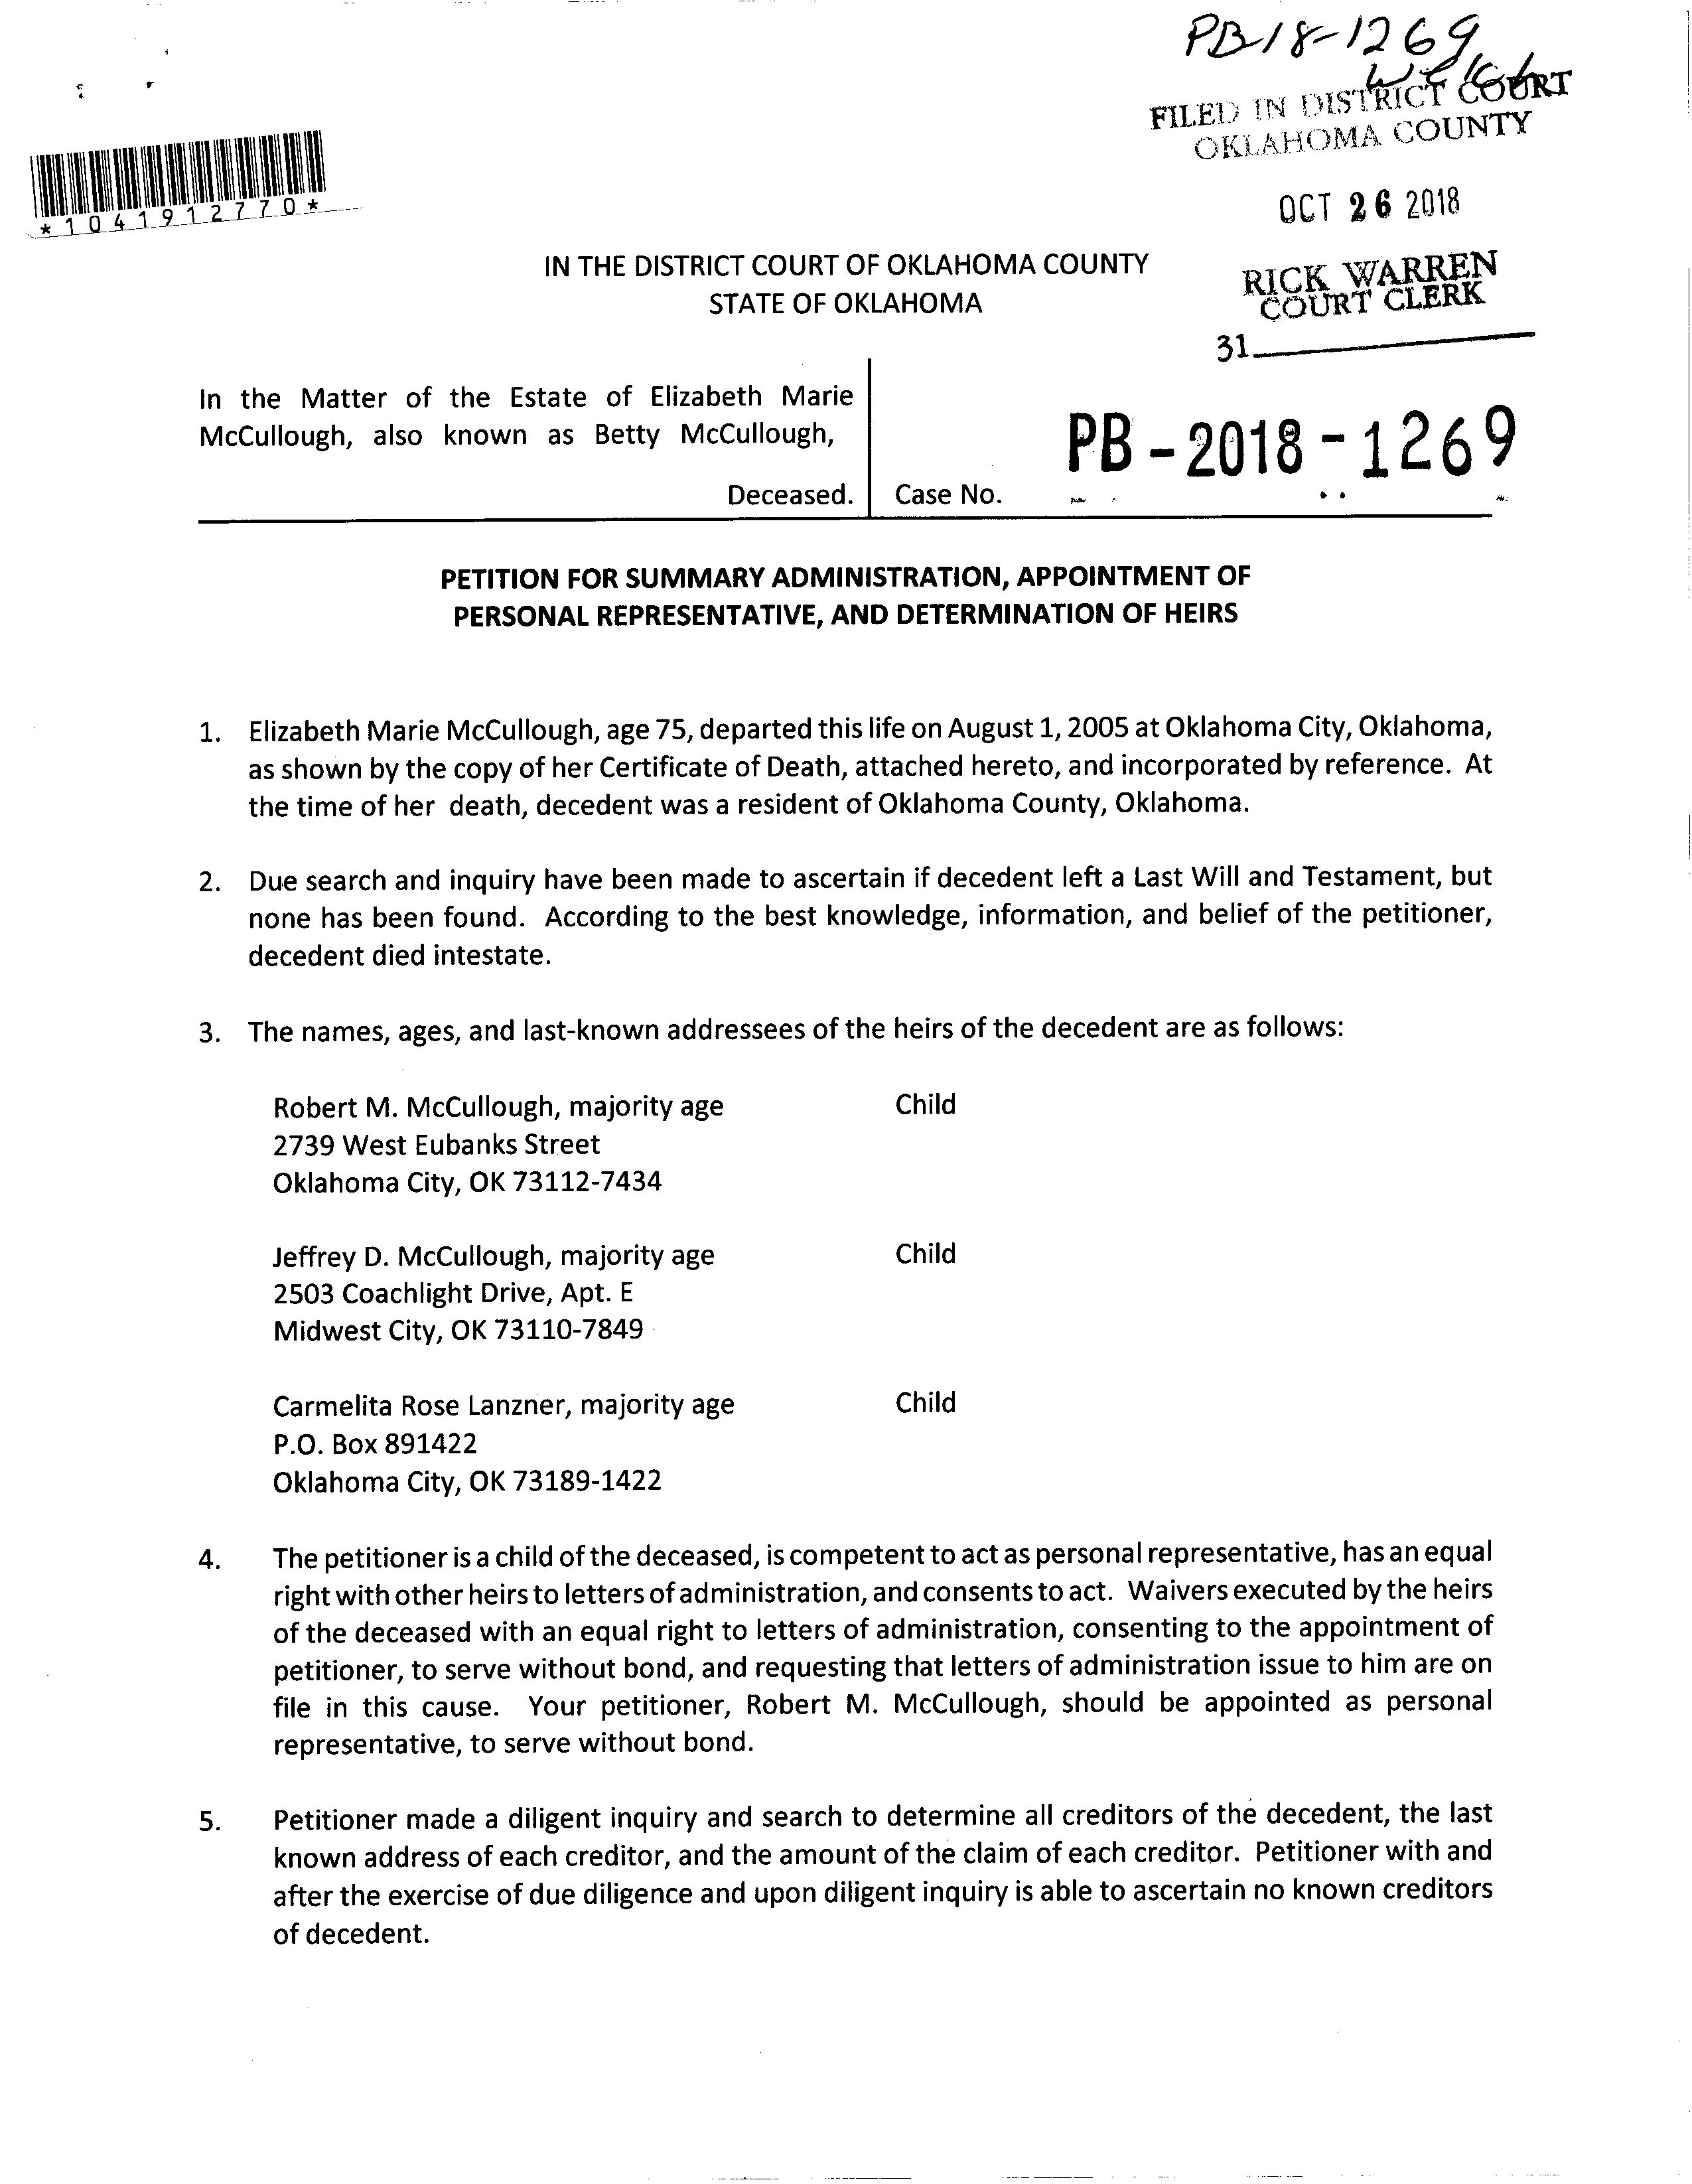 PB-18-1269
Welch
FILED IN DISTRICT COURT
OKLAHOMA COUNTY
*1041912770*
OCT 26 2018
IN THE DISTRICT COURT OF OKLAHOMA COUNTY
STATE OF OKLAHOMA
RICK WARREN
COURT CLERK
31
In the Matter of the Estate of Elizabeth Marie
McCullough, also known as Betty McCullough,
Deceased.
PB-2018-1269
Case No.
PETITION FOR SUMMARY ADMINISTRATION, APPOINTMENT OF
PERSONAL REPRESENTATIVE, AND DETERMINATION OF HEIRS
1. Elizabeth Marie McCullough, age 75, departed this life on August 1, 2005 at Oklahoma City, Oklahoma,
as shown by the copy of her Certificate of Death, attached hereto, and incorporated by reference. At
the time of her death, decedent was a resident of Oklahoma County, Oklahoma.
2. Due search and inquiry have been made to ascertain if decedent left a Last Will and Testament, but
none has been found. According to the best knowledge, information, and belief of the petitioner,
decedent died intestate.
3. The names, ages, and last-known addressees of the heirs of the decedent are as follows:
Robert M. McCullough, majority age Child
2739 West Eubanks Street
Oklahoma City, OK 73112-7434
Jeffrey D. McCullough, majority age Child
2503 Coachlight Drive, Apt. E
Midwest City, OK 73110-7849
Carmelita Rose Lanzner, majority age Child
P.O. Box 891422
Oklahoma City, OK 73189-1422
4. The petitioner is a child of the deceased, is competent to act as personal representative, has an equal
right with other heirs to letters of administration, and consents to act. Waivers executed by the heirs
of the deceased with an equal right to letters of administration, consenting to the appointment of
petitioner, to serve without bond, and requesting that letters of administration issue to him are on
file in this cause. Your petitioner, Robert M. McCullough, should be appointed as personal
representative, to serve without bond.
5. Petitioner made a diligent inquiry and search to determine all creditors of the decedent, the last
known address of each creditor, and the amount of the claim of each creditor. Petitioner with and
after the exercise of due diligence and upon diligent inquiry is able to ascertain no known creditors
of decedent.